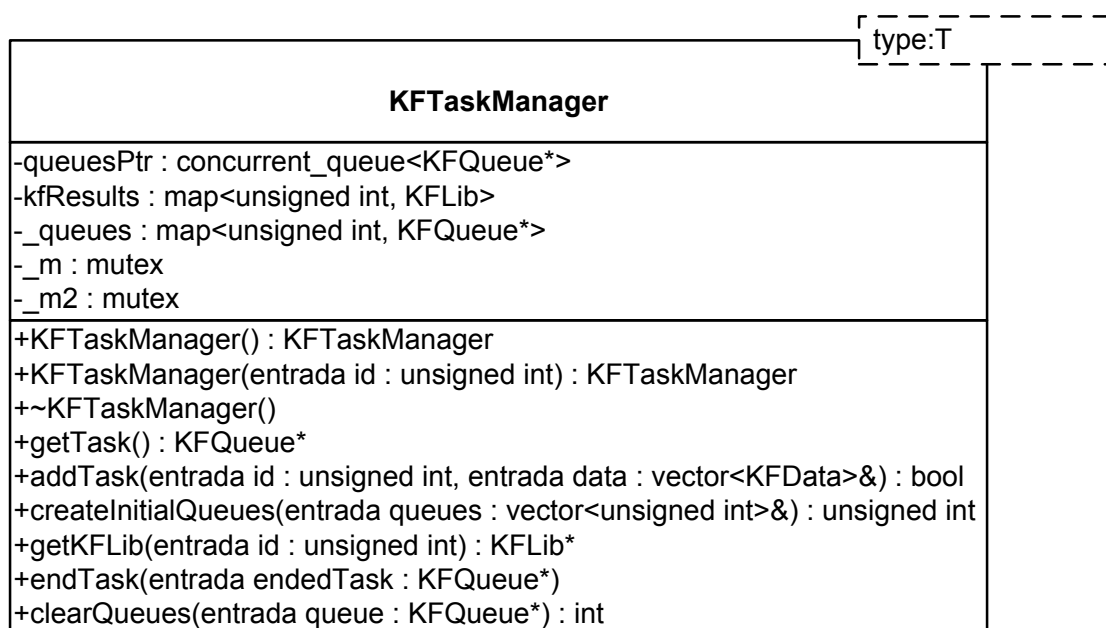 type:T
KFTaskManager
-queuesPtr : concurrent_queue<KFQueue*>
-kfResults : map<unsigned int, KFLib>
-_queues : map<unsigned int, KFQueue*>
-_m : mutex
-_m2 : mutex
+KFTaskManager() : KFTaskManager
+KFTaskManager(entrada id : unsigned int) : KFTaskManager
+~KFTaskManager()
+getTask() : KFQueue*
+addTask(entrada id : unsigned int, entrada data : vector<KFData>&) : bool
+createInitialQueues(entrada queues : vector<unsigned int>&) : unsigned int
+getKFLib(entrada id : unsigned int) : KFLib*
+endTask(entrada endedTask : KFQueue*)
+clearQueues(entrada queue : KFQueue*) : int